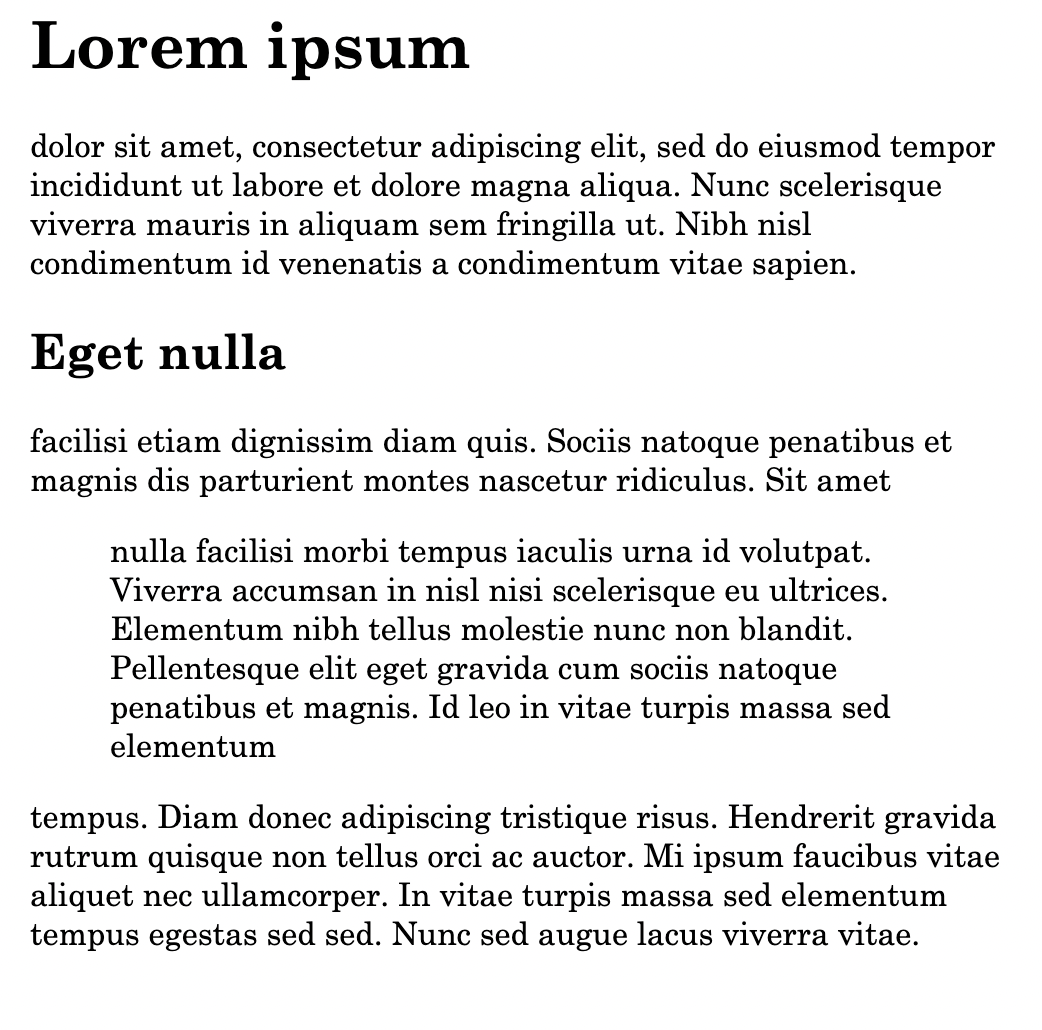 Lorem ipsum
dolor sit amet, consectetur adipiscing elit, sed do eiusmod tempor
incididunt ut labore et dolore magna aliqua. Nunc scelerisque
viverra mauris in aliquam sem fringilla ut. Nibh nisl
condimentum id venenatis a condimentum vitae sapien.
Eget nulla
facilisi etiam dignissim diam quis. Sociis natoque penatibus et
magnis dis parturient montes nascetur ridiculus. Sit amet
nulla facilisi morbi tempus iaculis urna id volutpat.
Viverra accumsan in nisl nisi scelerisque eu ultrices.
Elementum nibh tellus molestie nunc non blandit.
Pellentesque elit eget gravida cum sociis natoque
penatibus et magnis. Id leo in vitae turpis massa sed
elementum
tempus. Diam donec adipiscing tristique risus. Hendrerit gravida
rutrum quisque non tellus orci ac auctor. Mi ipsum faucibus vitae
aliquet nec ullamcorper. In vitae turpis massa sed elementum
tempus egestas sed sed. Nunc sed augue lacus viverra vitae.